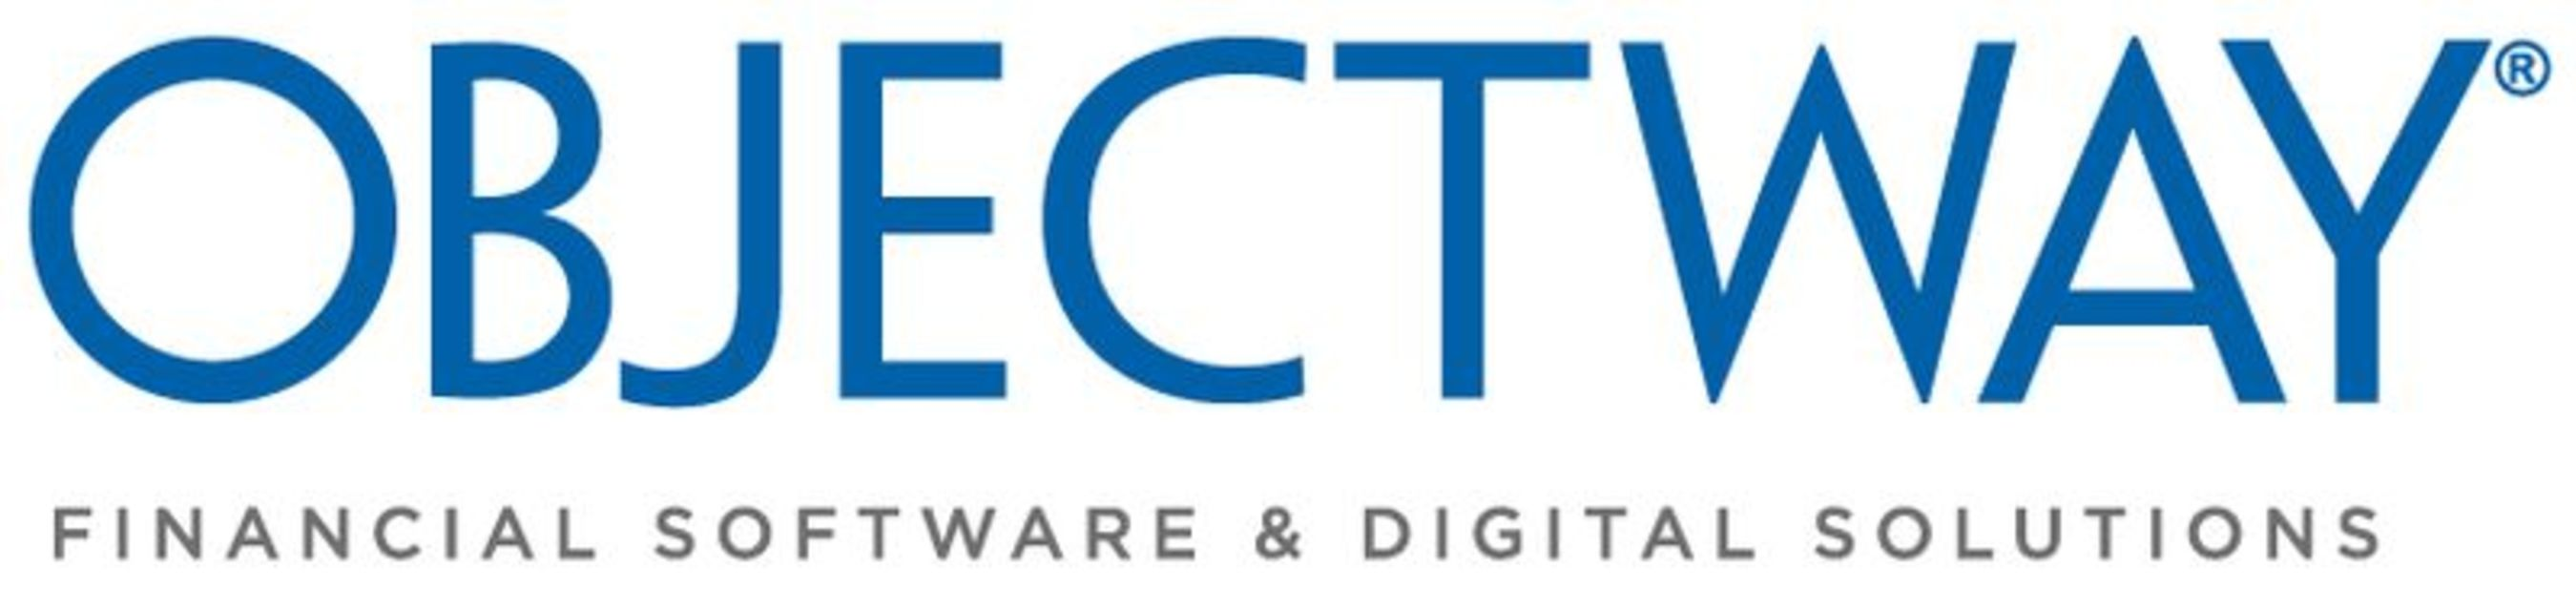 OBJECTWAY®
FINANCIAL SOFTWARE & DIGITAL SOLUTIONS